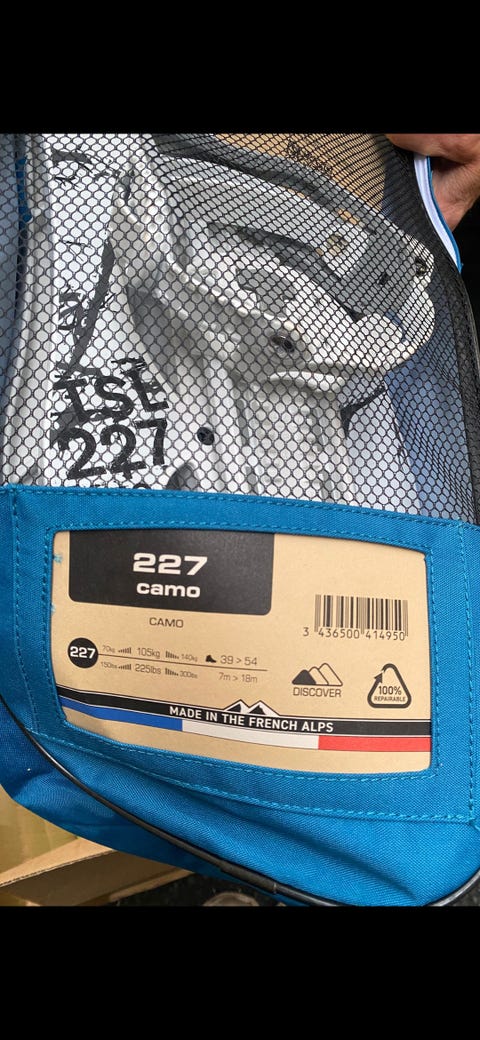 TSL
227
227
camo
CAMO
3 436500 414950
227 70kg 105kg 140kg 39 > 54
150lbs 225lbs 300lbs 7m > 18m
DISCOVER
100%
REPAIRABLE
MADE IN THE FRENCH ALPS